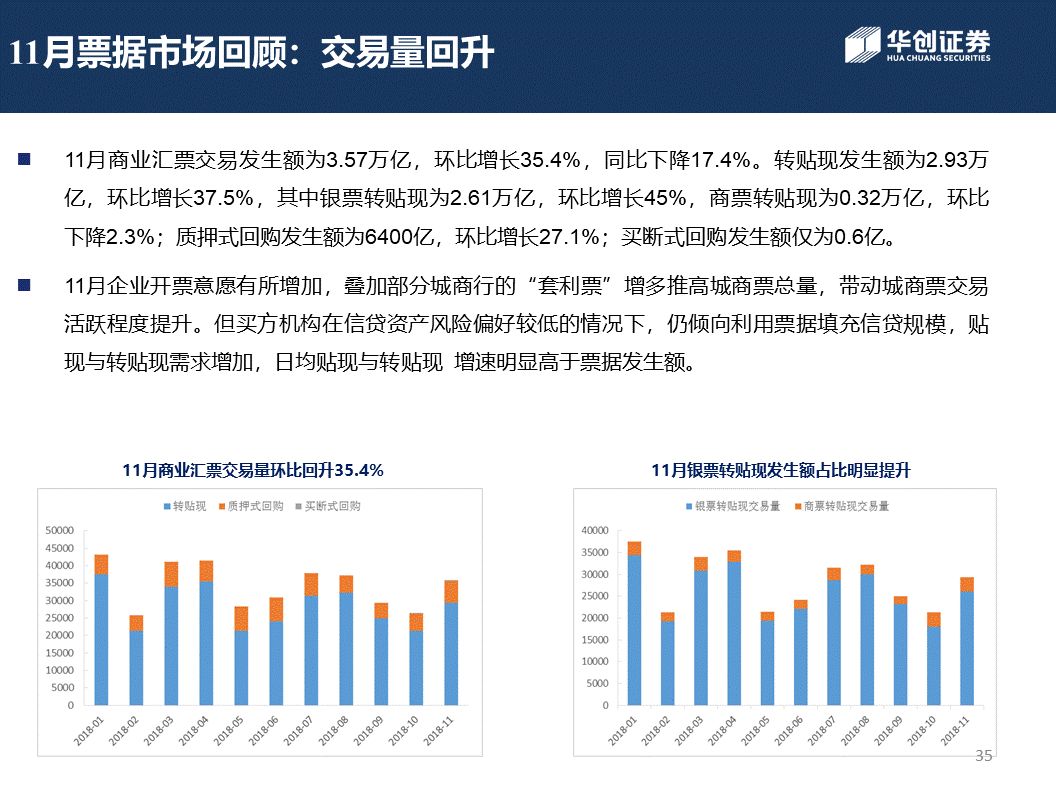 11月票据市场回顾：交易量回升
华创证券
HUA CHUANG SECURITIES
■ 11月商业汇票交易发生额为3.57万亿，环比增长35.4%，同比下降17.4%。转贴现发生额为2.93万
亿，环比增长37.5%，其中银票转贴现为2.61万亿，环比增长45%，商票转贴现为0.32万亿，环比
下降2.3%；质押式回购发生额为6400亿，环比增长27.1%；买断式回购发生额仅为0.6亿。
■ 11月企业开票意愿有所增加，叠加部分城商行的“套利票”增多推高城商票总量，带动城商票交易
活跃程度提升。但买方机构在信贷资产风险偏好较低的情况下，仍倾向利用票据填充信贷规模，贴
现与转贴现需求增加，日均贴现与转贴现 增速明显高于票据发生额。
11月商业汇票交易量环比回升35.4%
转贴现 质押式回购 买断式回购
50000
45000
40000
35000
30000
25000
20000
15000
10000
5000
0
2018-01 2018-02 2018-03 2018-04 2018-05 2018-06 2018-07 2018-08 2018-09 2018-10 2018-11
11月银票转贴现发生额占比明显提升
银票转贴现交易量 商票转贴现交易量
40000
35000
30000
25000
20000
15000
10000
5000
0
2018-01 2018-02 2018-03 2018-04 2018-05 2018-06 2018-07 2018-08 2018-09 2018-10 2018-11
35